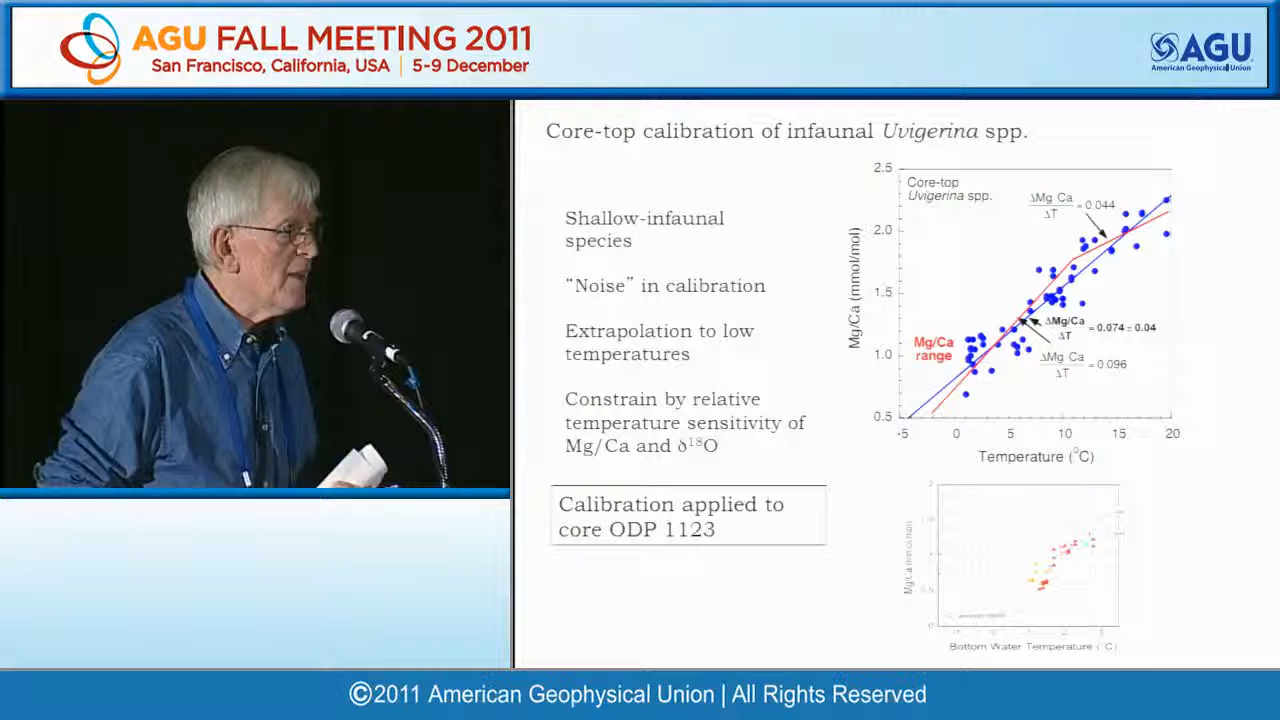 AGU FALL MEETING 2011
San Francisco, California, USA | 5-9 December
AGU
American Geophysical Union
Core-top calibration of infaunal Uvigerina spp.
Shallow-infaunal
species
“Noise” in calibration
Extrapolation to low
temperatures
Constrain by relative
temperature sensitivity of
Mg/Ca and δ¹⁸O
Calibration applied to
core ODP 1123
2.5
2.0
1.5
1.0
0.5
Mg/Ca (mmol/mol)
Core-top
Uvigerina spp.
ΔMg Ca
ΔT
= 0.044
ΔMg/Ca
ΔT
= 0.074 ± 0.04
ΔMg Ca
ΔT
= 0.096
Mg/Ca
range
-5 0 5 10 15 20
Temperature (°C)
Bottom Water Temperature (°C)
©2011 American Geophysical Union | All Rights Reserved